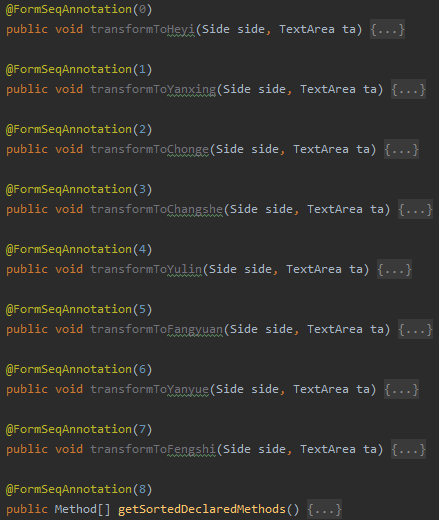 @FormSeqAnnotation(0)
public void transformToHeyi(Side side, TextArea ta) {...}
@FormSeqAnnotation(1)
public void transformToYanxing(Side side, TextArea ta) {...}
@FormSeqAnnotation(2)
public void transformToChonge(Side side, TextArea ta) {...}
@FormSeqAnnotation(3)
public void transformToChangshe(Side side, TextArea ta) {...}
@FormSeqAnnotation(4)
public void transformToYulin(Side side, TextArea ta) {...}
@FormSeqAnnotation(5)
public void transformToFangyuan(Side side, TextArea ta) {...}
@FormSeqAnnotation(6)
public void transformToYanyue(Side side, TextArea ta) {...}
@FormSeqAnnotation(7)
public void transformToFengshi(Side side, TextArea ta) {...}
@FormSeqAnnotation(8)
public Method[] getSortedDeclaredMethods() {...}